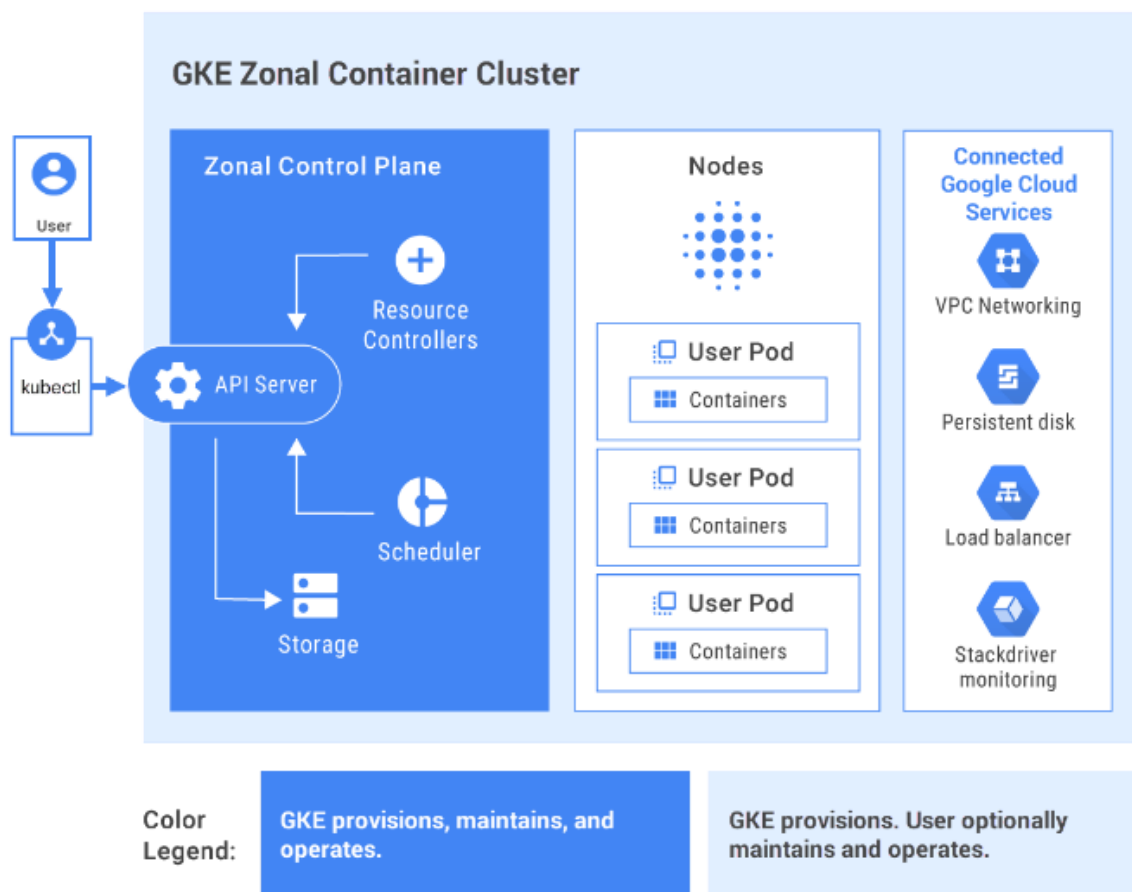 GKE Zonal Container Cluster
User
kubectl
Zonal Control Plane
Resource
Controllers
API Server
Scheduler
Storage
Nodes
User Pod
Containers
User Pod
Containers
User Pod
Containers
Connected
Google Cloud
Services
VPC Networking
Persistent disk
Load balancer
Stackdriver
monitoring
Color
Legend:
GKE provisions, maintains, and
operates.
GKE provisions. User optionally
maintains and operates.